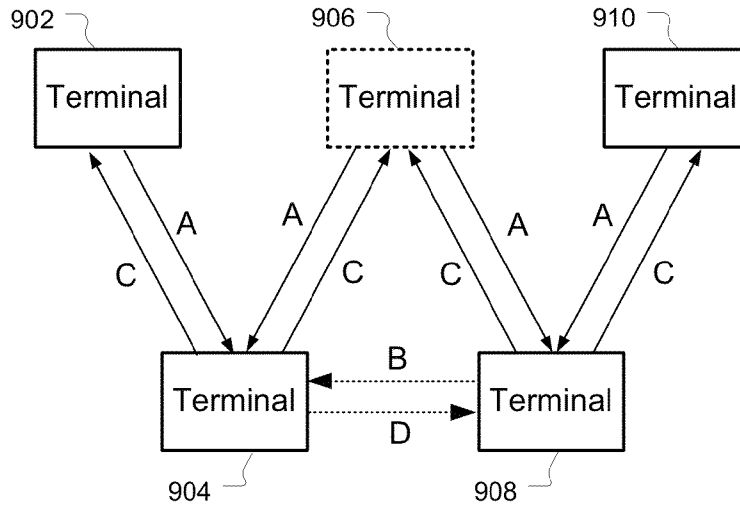 902 906 910
Terminal Terminal Terminal
A A A A
C C C C
B
Terminal Terminal
D
904 908